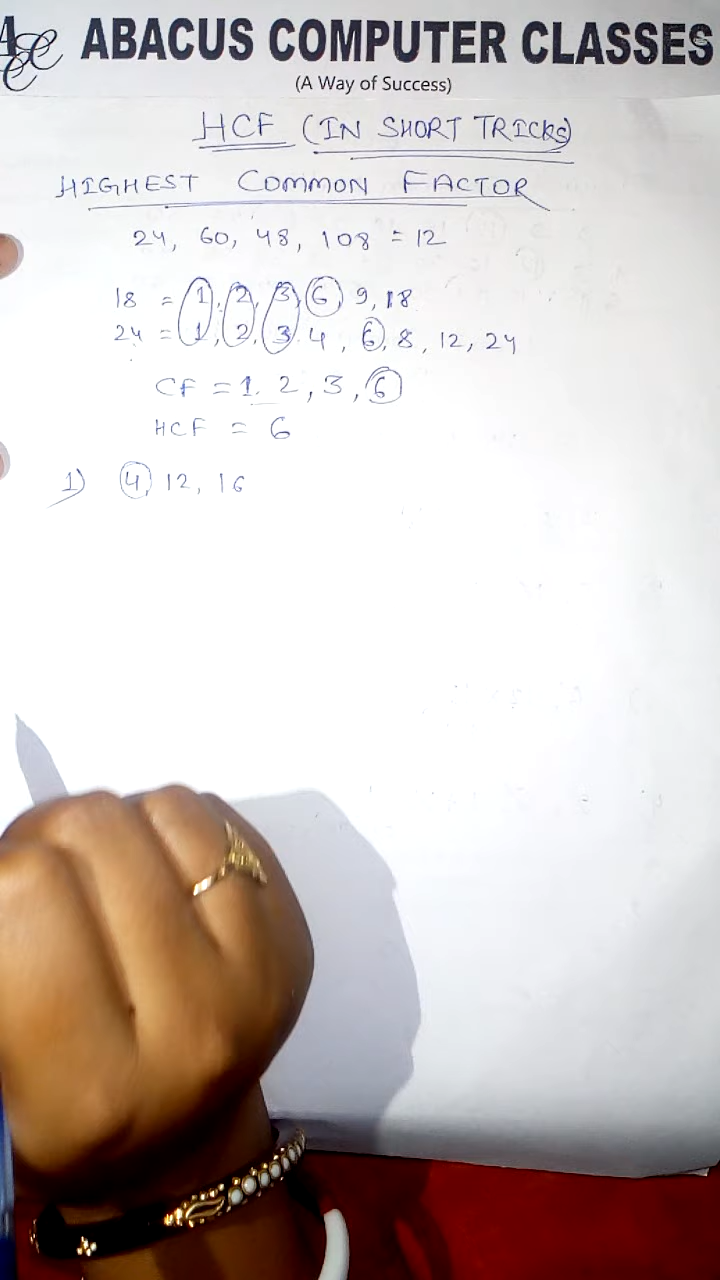 ACC ABACUS COMPUTER CLASSES
(A Way of Success)
HCF (IN SHORT TRICKS)
HIGHEST COMMON FACTOR
24, 60, 48, 108 = 12
18 = 1, 2, 3, 6, 9, 18
24 = 1, 2, 3, 4, 6, 8, 12, 24
CF = 1, 2, 3, 6
HCF = 6
1) 4, 12, 16